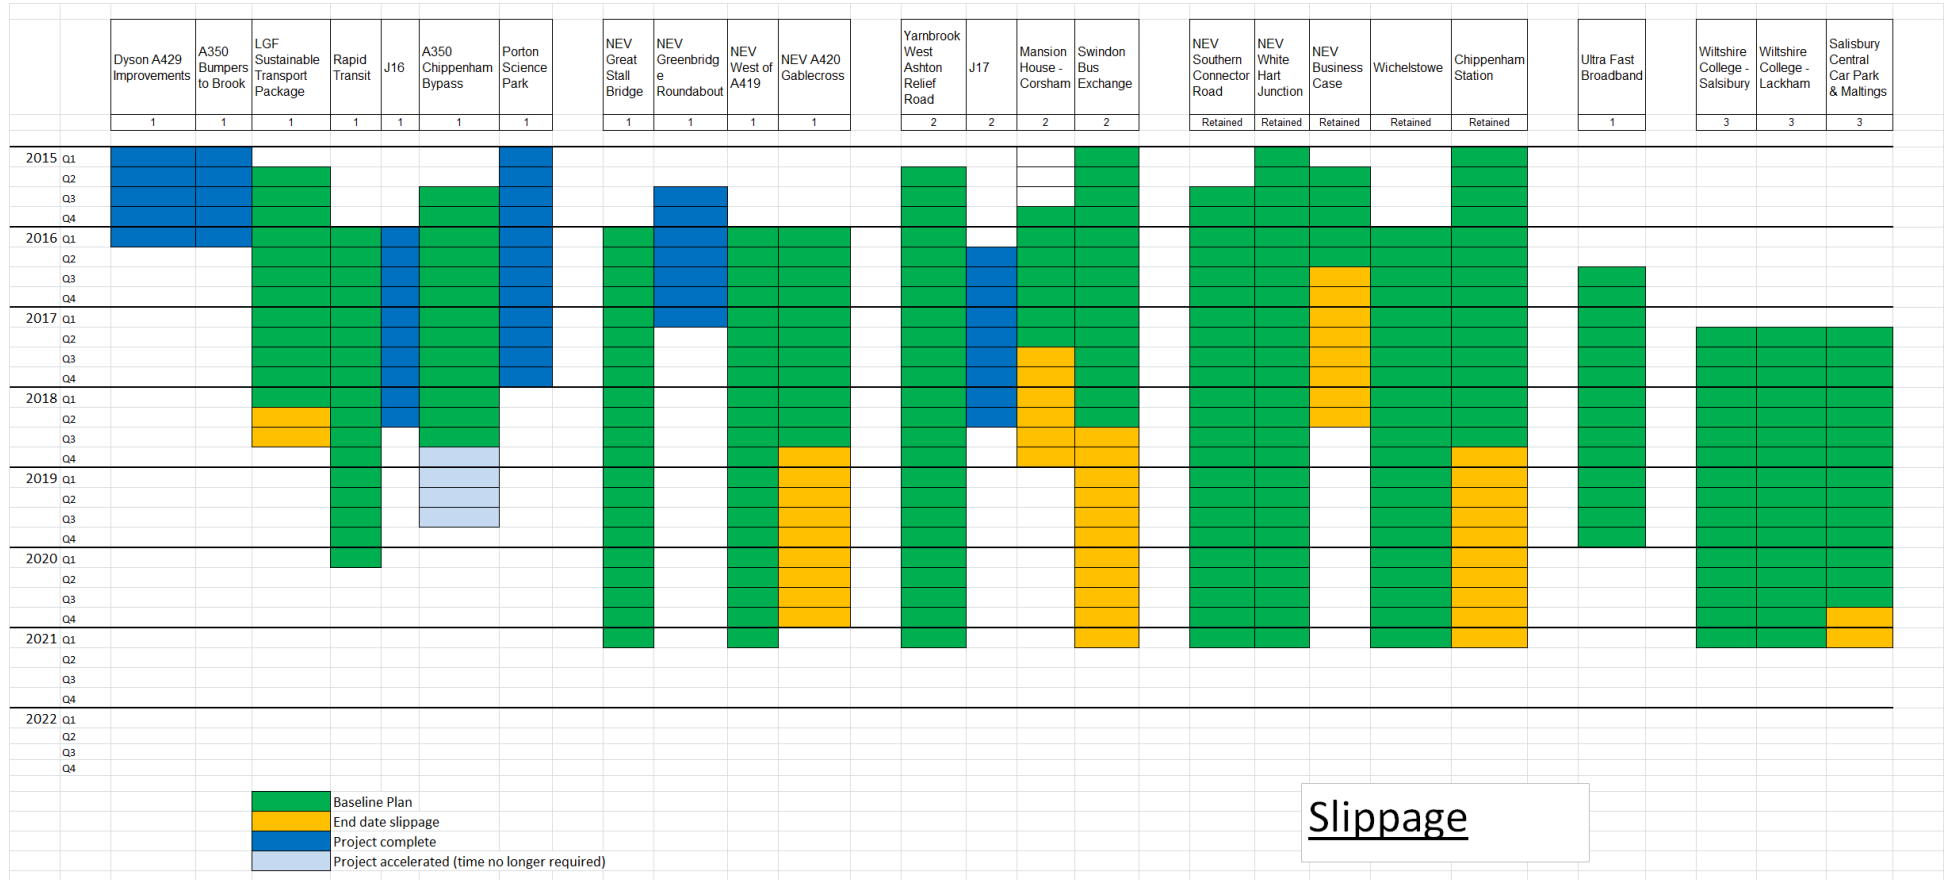 Dyson A429
Improvements
A350
Bumpers
to Brook
LGF
Sustainable
Transport
Package
Rapid
Transit
J16
A350
Chippenham
Bypass
Porton
Science
Park
NEV
Great
Stall
Bridge
NEV
Greenbridg
e
Roundabout
NEV
West of
A419
NEV A420
Gablecross
Yarnbrook
West
Ashton
Relief
Road
J17
Mansion
House -
Corsham
Swindon
Bus
Exchange
NEV
Southern
Connector
Road
NEV
White
Hart
Junction
NEV
Business
Case
Wichelstowe
Chippenham
Station
Ultra Fast
Broadband
Wiltshire
College -
Salsibury
Wiltshire
College -
Lackham
Salisbury
Central
Car Park
& Maltings
1 1 1 1 1 1 1 1 1 1 1 2 2 2 2 Retained Retained Retained Retained Retained 1 3 3 3
2015 Q1
Q2
Q3
Q4
2016 Q1
Q2
Q3
Q4
2017 Q1
Q2
Q3
Q4
2018 Q1
Q2
Q3
Q4
2019 Q1
Q2
Q3
Q4
2020 Q1
Q2
Q3
Q4
2021 Q1
Q2
Q3
Q4
2022 Q1
Q2
Q3
Q4
Baseline Plan
End date slippage
Project complete
Project accelerated (time no longer required)
Slippage